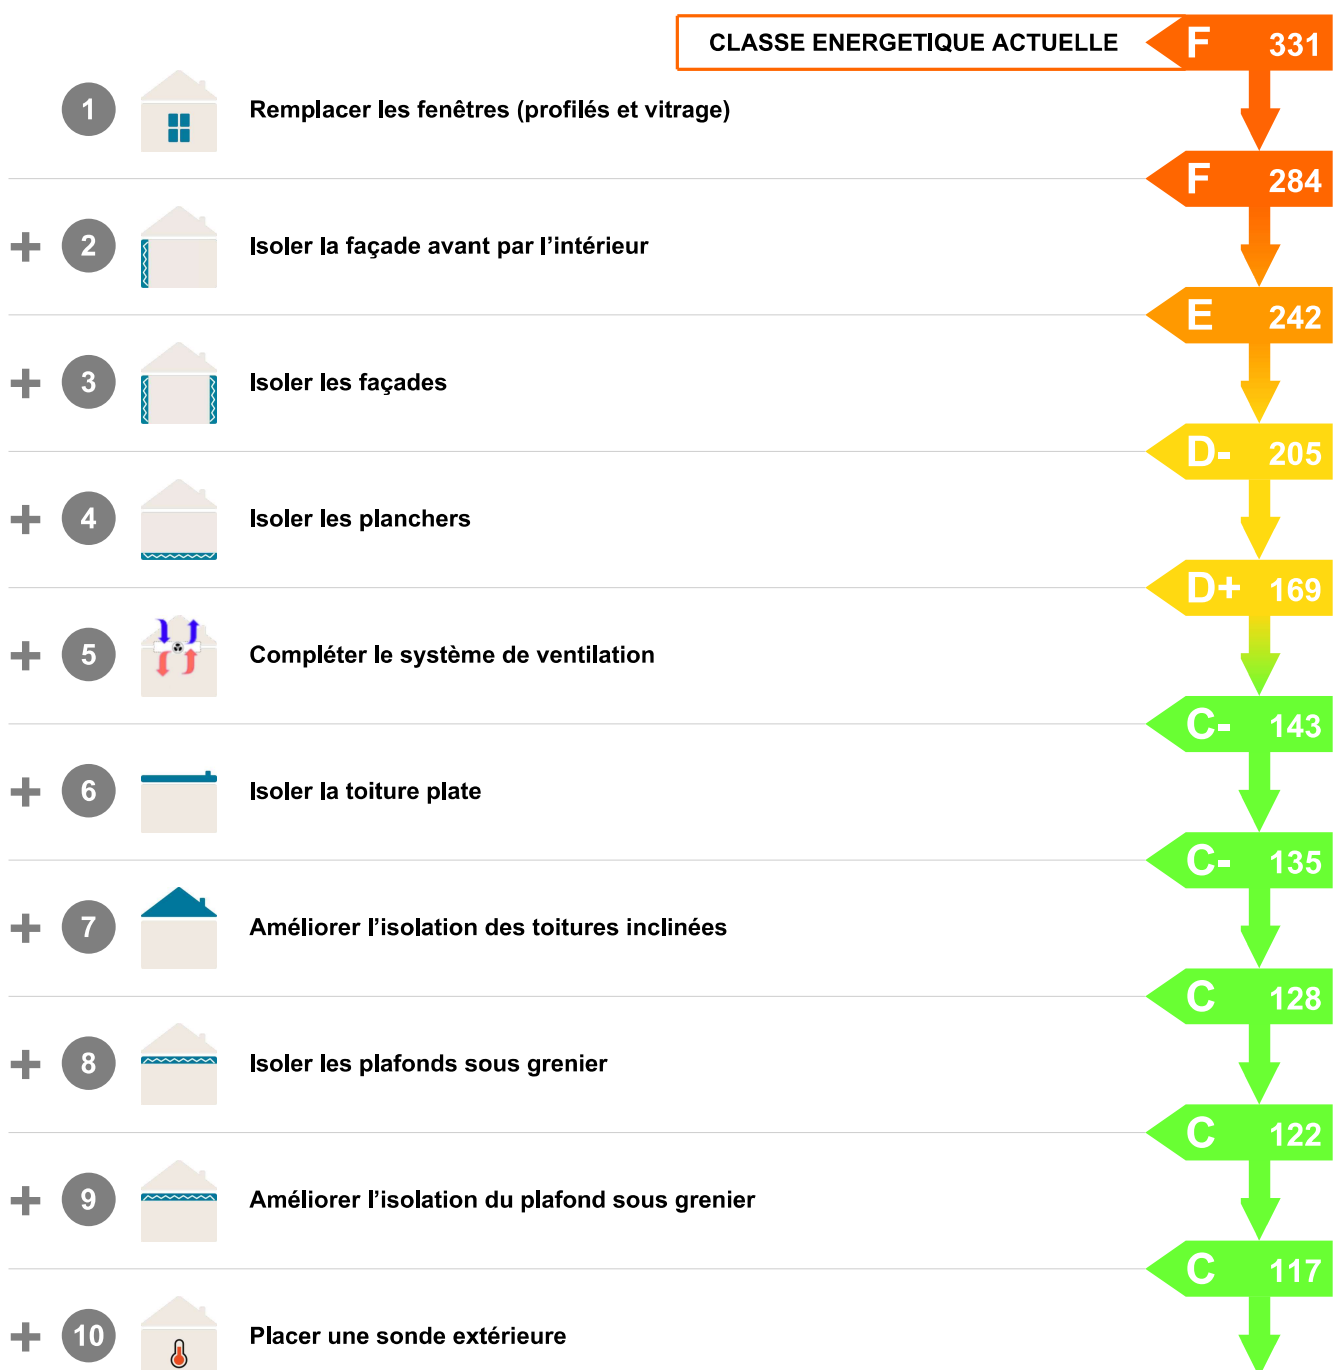 CLASSE ENERGETIQUE ACTUELLE F 331
1 Remplacer les fenêtres (profilés et vitrage)
F 284
+ 2 Isoler la façade avant par l'intérieur
E 242
+ 3 Isoler les façades
D- 205
+ 4 Isoler les planchers
D+ 169
+ 5 Compléter le système de ventilation
C- 143
+ 6 Isoler la toiture plate
C- 135
+ 7 Améliorer l'isolation des toitures inclinées
C 128
+ 8 Isoler les plafonds sous grenier
C 122
+ 9 Améliorer l'isolation du plafond sous grenier
C 117
+ 10 Placer une sonde extérieure